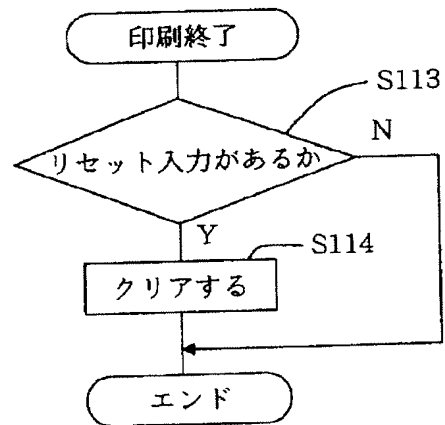 印刷終了
S113
リセット入力があるか
N
Y
S114
クリアする
エンド